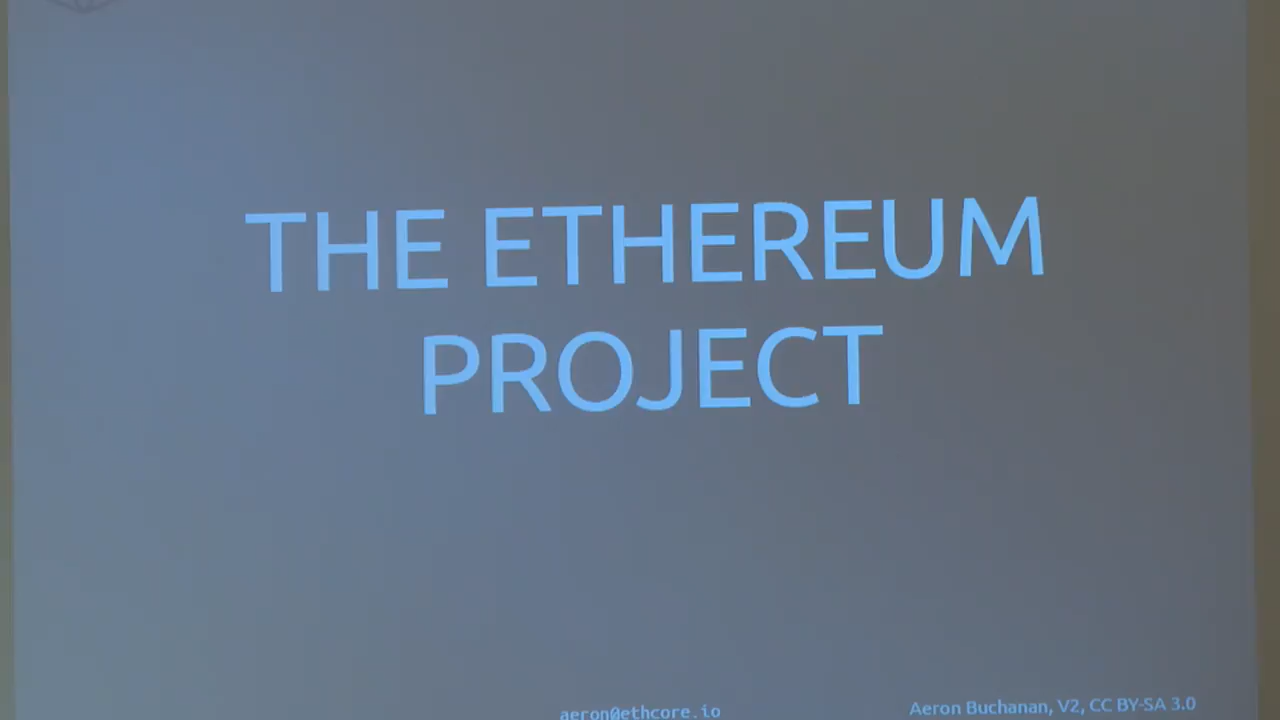 THE ETHEREUM
PROJECT
aeron@ethcore.io
Aeron Buchanan, V2, CC BY-SA 3.0